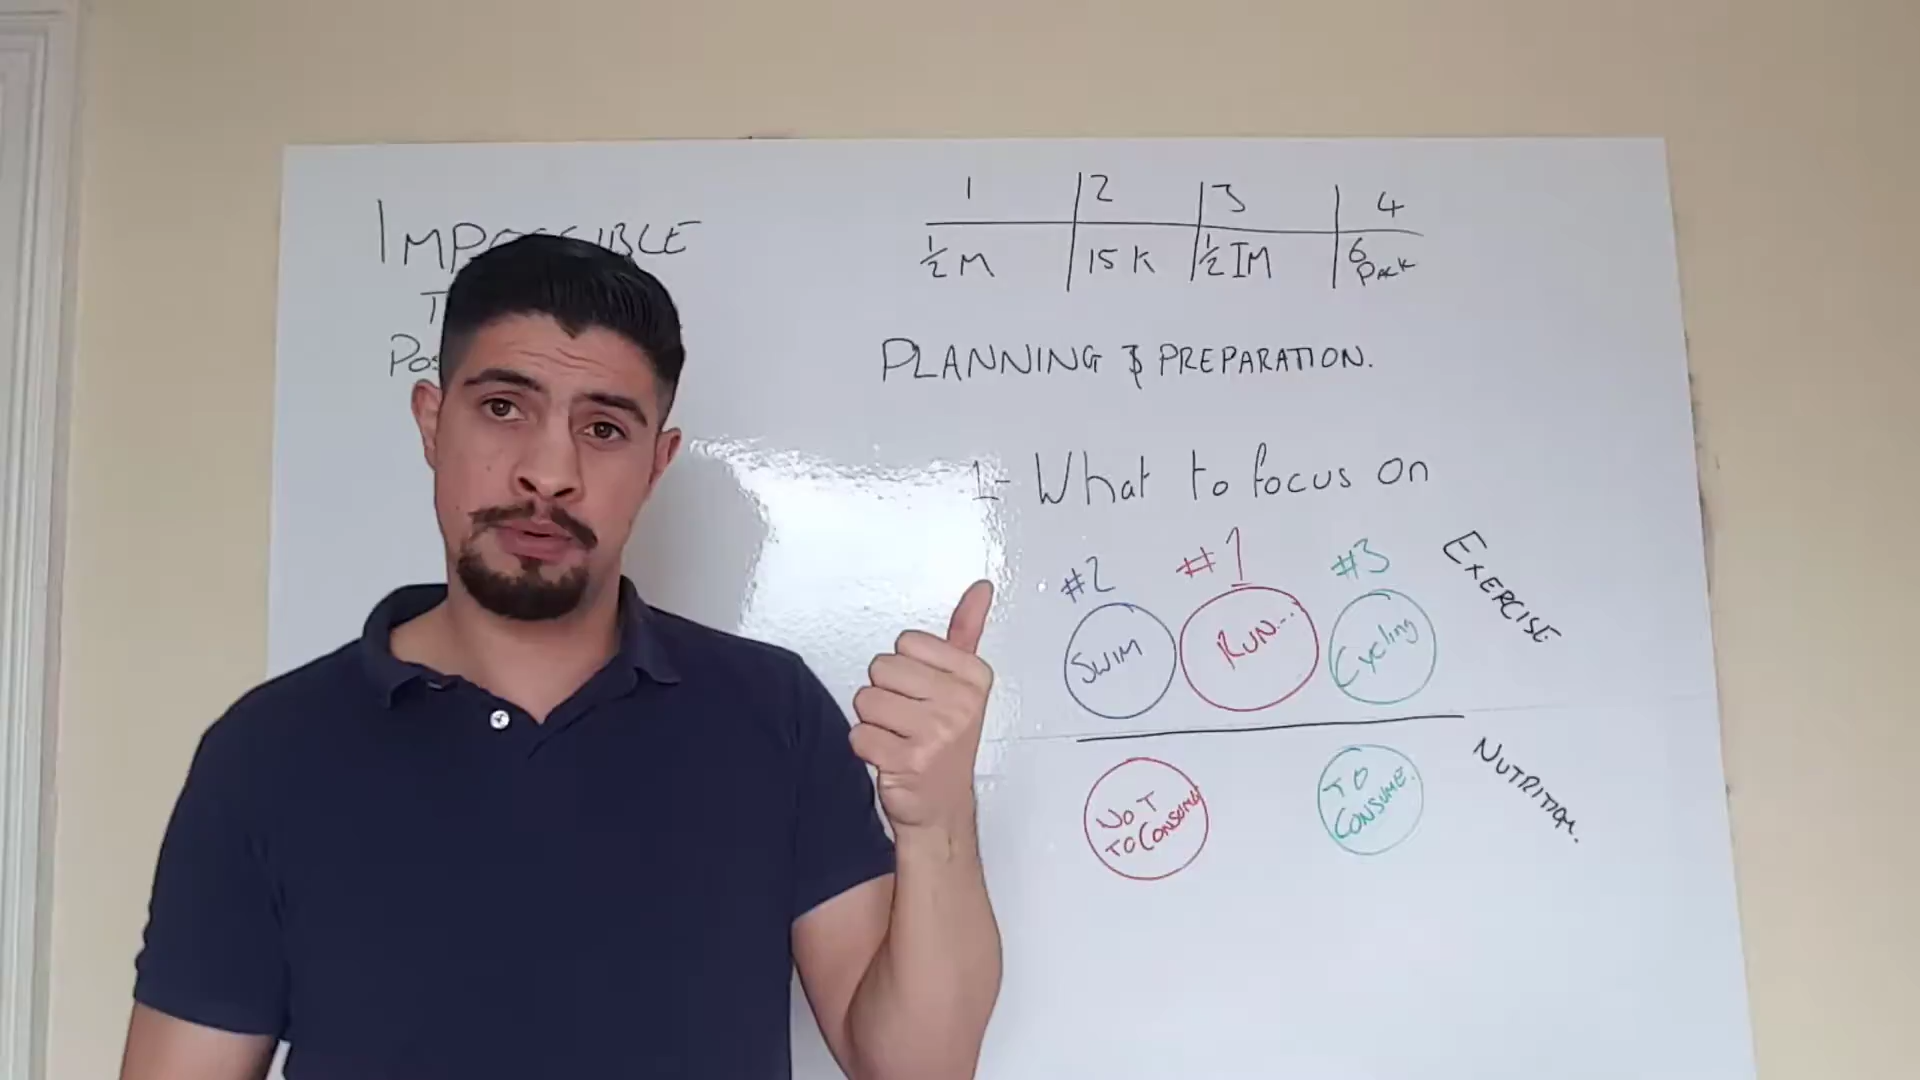 IMPOSSIBLE
1 2 3 4
½ M 15 K ½ IM 6 Pack
PLANNING & PREPARATION.
1- What to focus on
#2 #1 #3
SWIM RUN... Cycling
EXERCISE
NOT TO CONSUME
TO CONSUME.
NUTRITION.